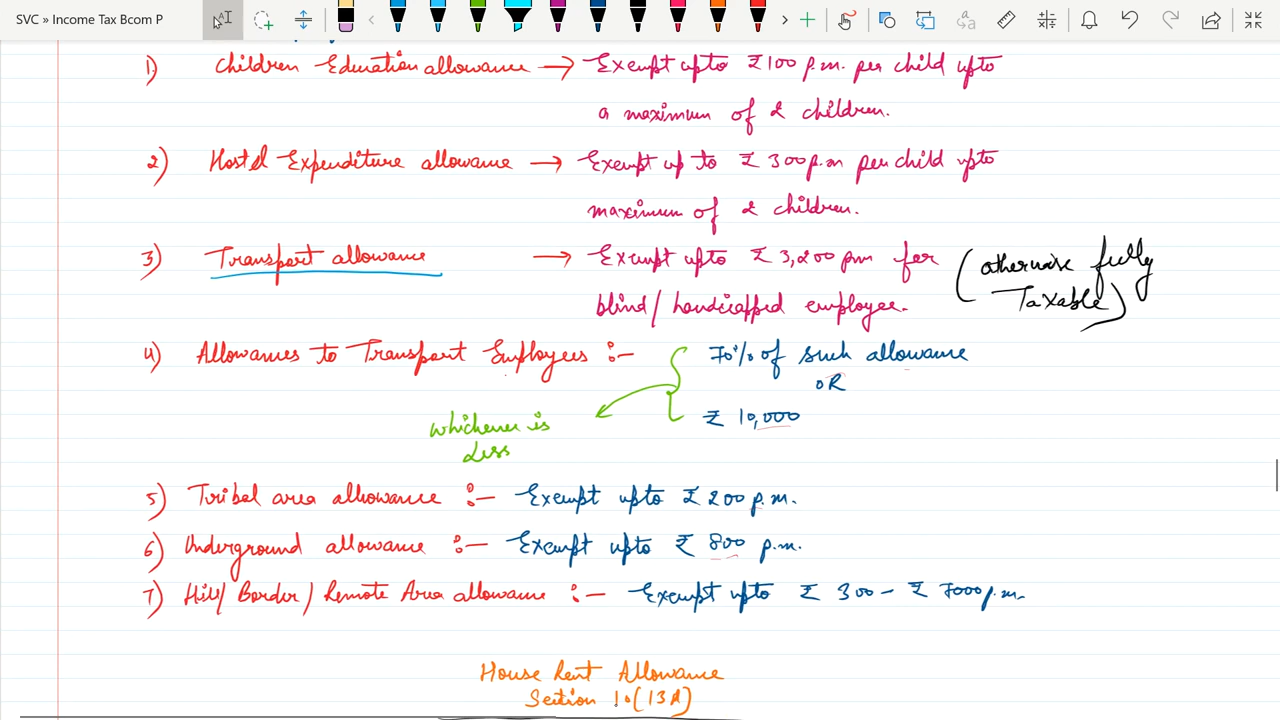 SVC » Income Tax Bcom P
1) Children Education allowance → Exempt upto ₹100 p.m. per child upto
a maximum of 2 children.
2) Hostel Expenditure allowance → Exempt up to ₹ 300 p.m per child upto
maximum of 2 children.
3) Transport allowance → Exempt upto ₹ 3,200 pm for
blind/handicapped employee.
(otherwise fully
Taxable)
4) Allowances to Transport Employees :- 70% of such allowance
OR
₹ 10,000
whichever is
Less
5) Tribal area allowance :- Exempt upto ₹ 200 p.m.
6) Underground allowance :- Exempt upto ₹ 800 p.m.
7) Hill/Border/Remote Area allowance :- Exempt upto ₹ 300 - ₹ 7000 p.m.
House Rent Allowance
Section 10(13A)